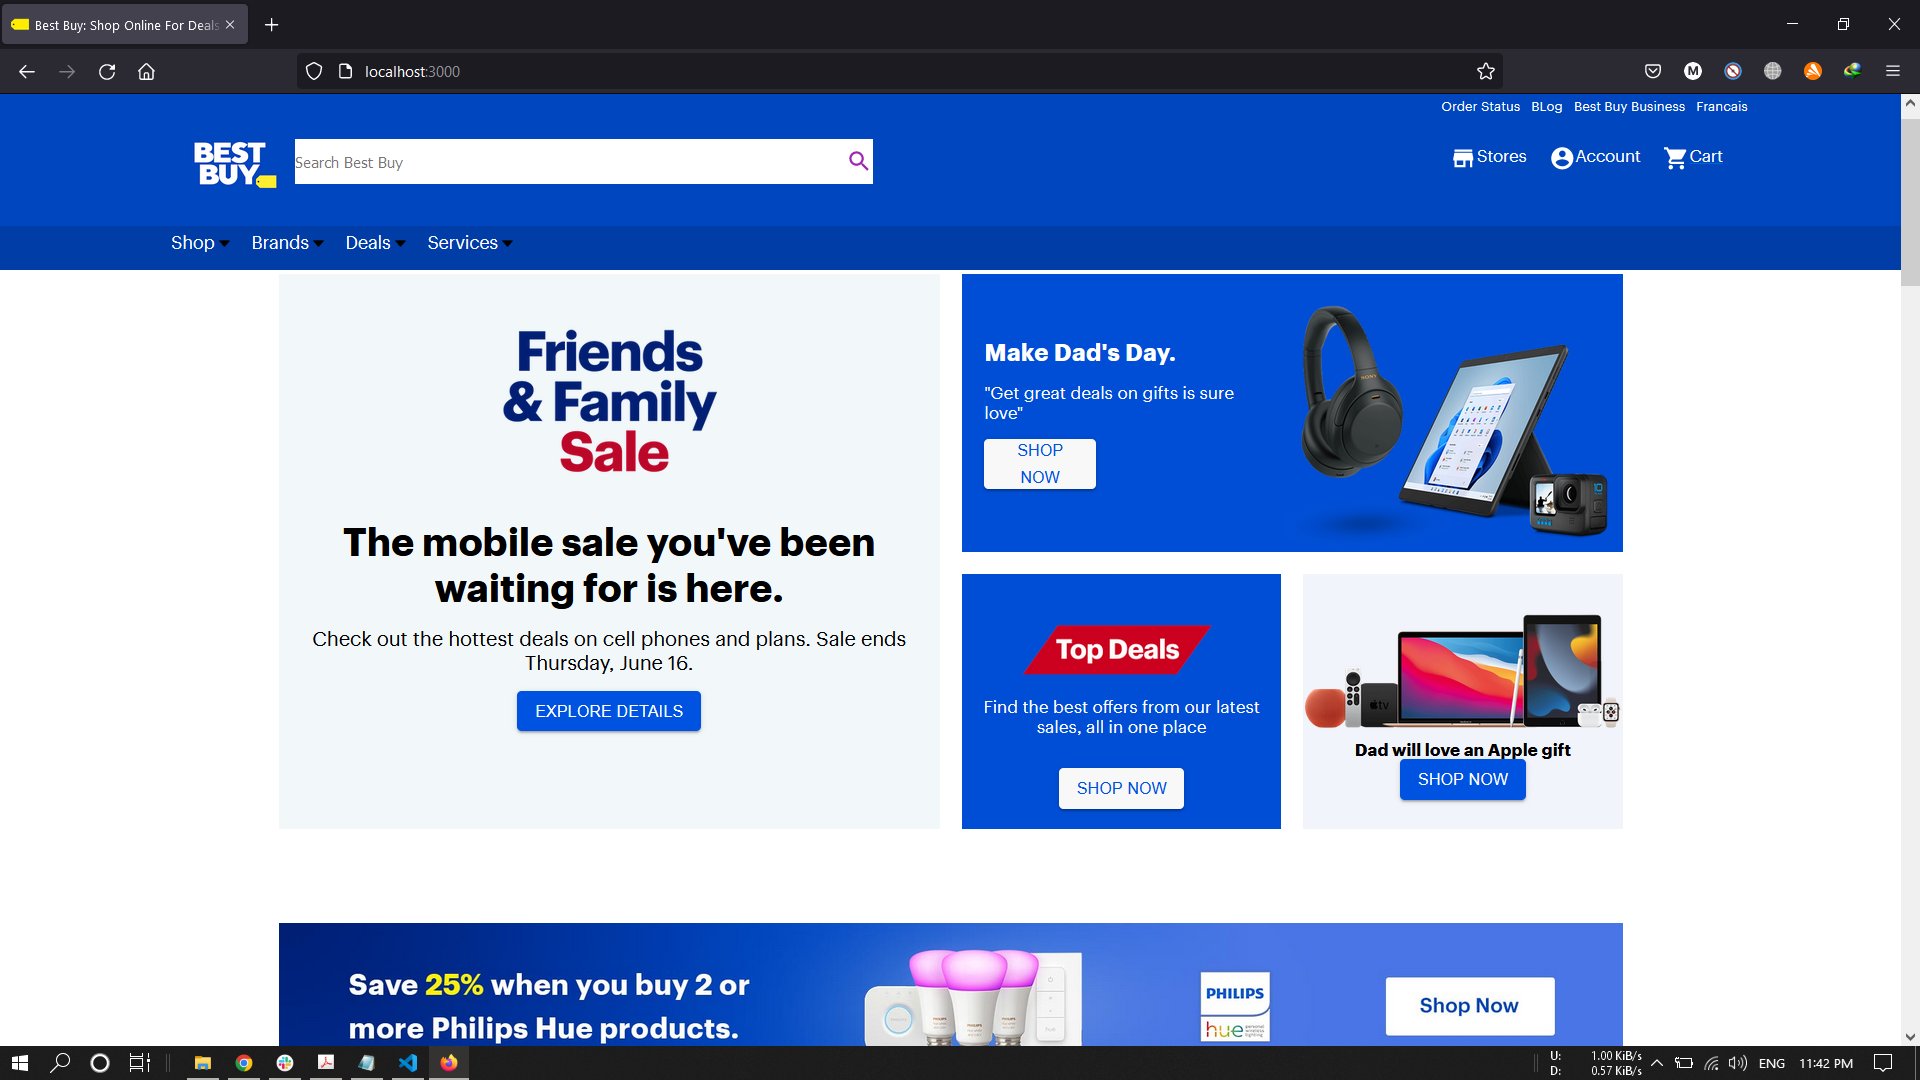 Best Buy: Shop Online For Deals
localhost:3000
Order Status BLog Best Buy Business Francais
BEST
BUY
Search Best Buy
Stores Account Cart
Shop Brands Deals Services
Friends
& Family
Sale
The mobile sale you've been
waiting for is here.
Check out the hottest deals on cell phones and plans. Sale ends
Thursday, June 16.
EXPLORE DETAILS
Make Dad's Day.
"Get great deals on gifts is sure
love"
SHOP
NOW
SONY
10
Top Deals
Find the best offers from our latest
sales, all in one place
SHOP NOW
tv
Dad will love an Apple gift
SHOP NOW
Save 25% when you buy 2 or
more Philips Hue products.
PHILIPS
hue personal wireless lighting
Shop Now
U: 1.00 KiB/s
D: 0.57 KiB/s
ENG 11:42 PM